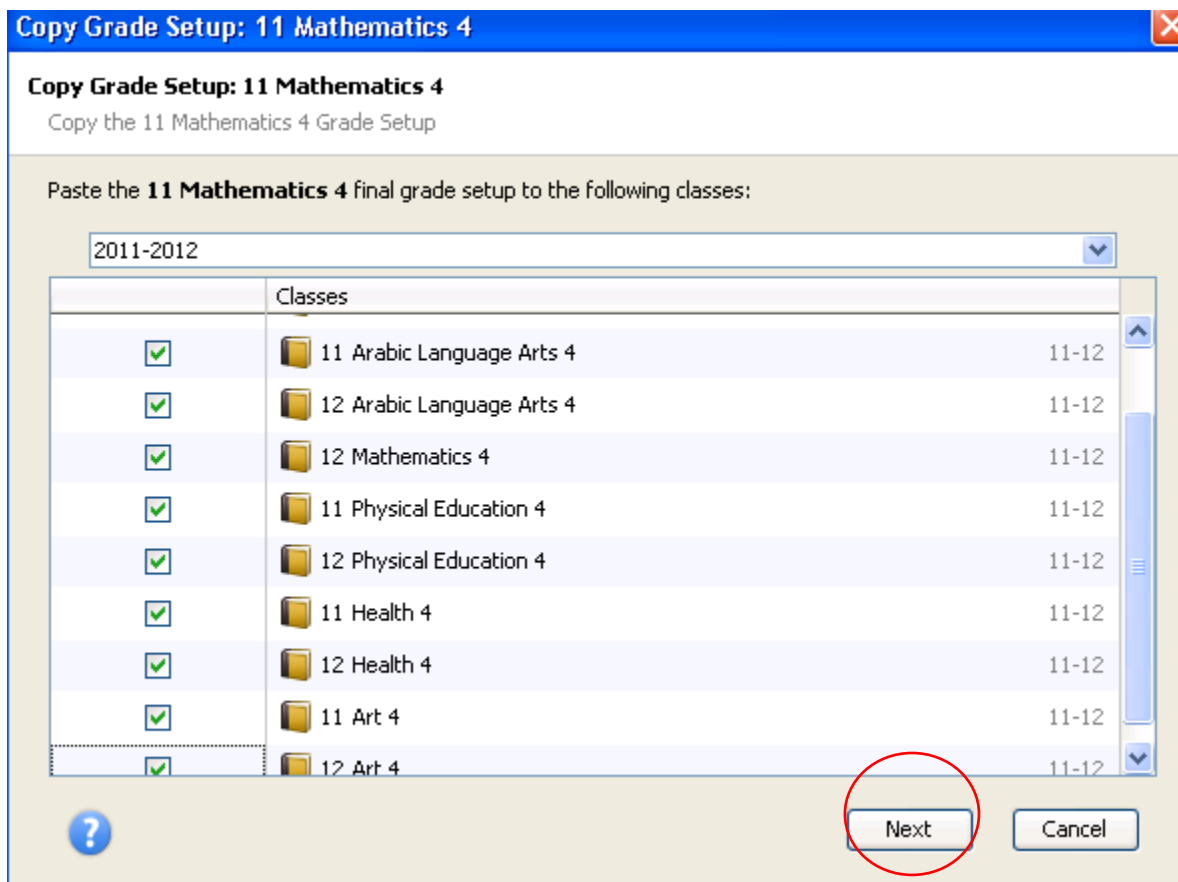 Copy Grade Setup: 11 Mathematics 4
Copy Grade Setup: 11 Mathematics 4
Copy the 11 Mathematics 4 Grade Setup
Paste the 11 Mathematics 4 final grade setup to the following classes:
2011-2012
Classes
11 Arabic Language Arts 4 11-12
12 Arabic Language Arts 4 11-12
12 Mathematics 4 11-12
11 Physical Education 4 11-12
12 Physical Education 4 11-12
11 Health 4 11-12
12 Health 4 11-12
11 Art 4 11-12
12 Art 4 11-12
? Next Cancel